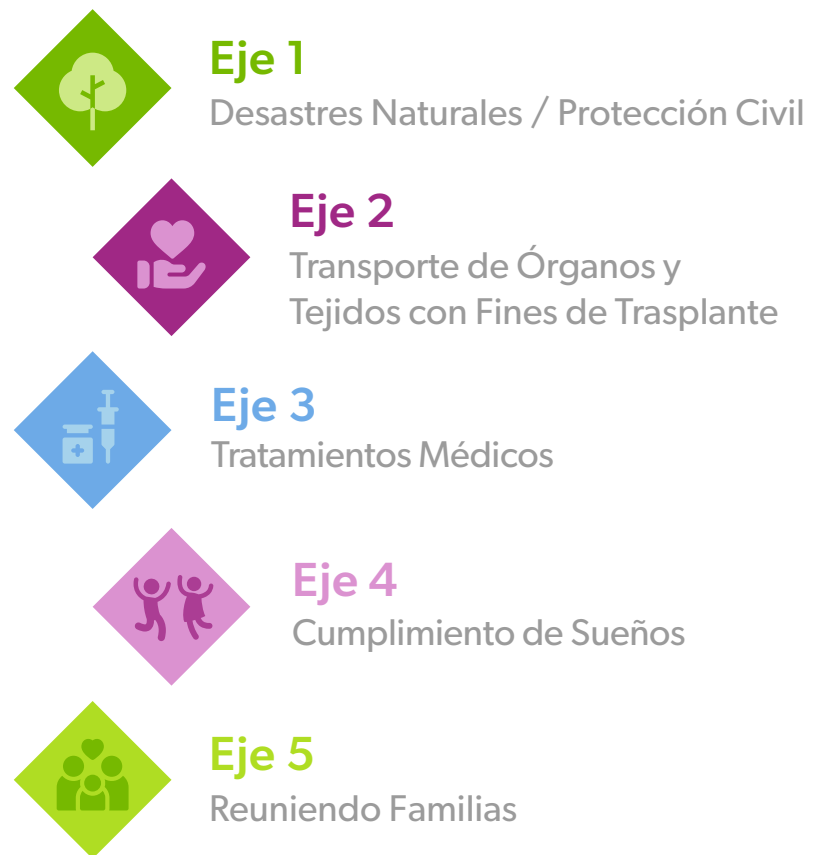 Eje 1
Desastres Naturales / Protección Civil
Eje 2
Transporte de Órganos y
Tejidos con Fines de Trasplante
Eje 3
Tratamientos Médicos
Eje 4
Cumplimiento de Sueños
Eje 5
Reuniendo Familias